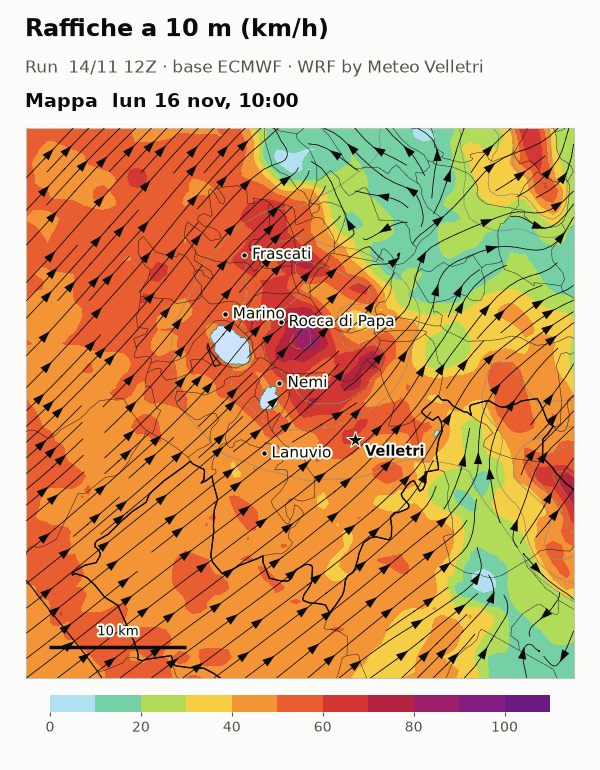 Raffiche a 10 m (km/h)
Run  14/11 12Z · base ECMWF · WRF by Meteo Velletri
Mappa  lun 16 nov, 10:00
Frascati
Marino
Rocca di Papa
Nemi
Velletri
Lanuvio
10 km
0 20 40 60 80 100